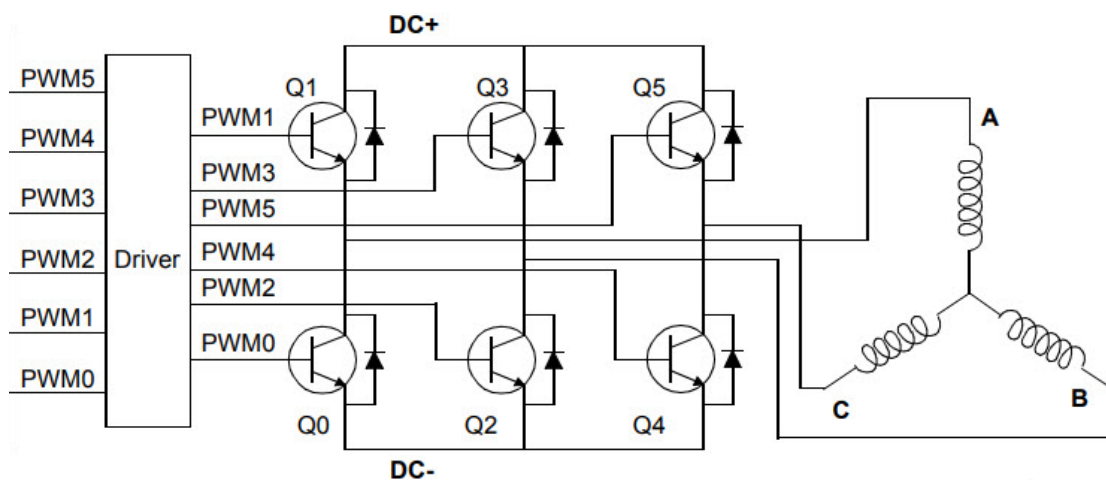 DC+
PWM5
PWM4
PWM3
PWM2
PWM1
PWM0
Driver
PWM1
PWM3
PWM5
PWM4
PWM2
PWM0
Q1
Q3
Q5
Q0
Q2
Q4
DC-
A
C
B